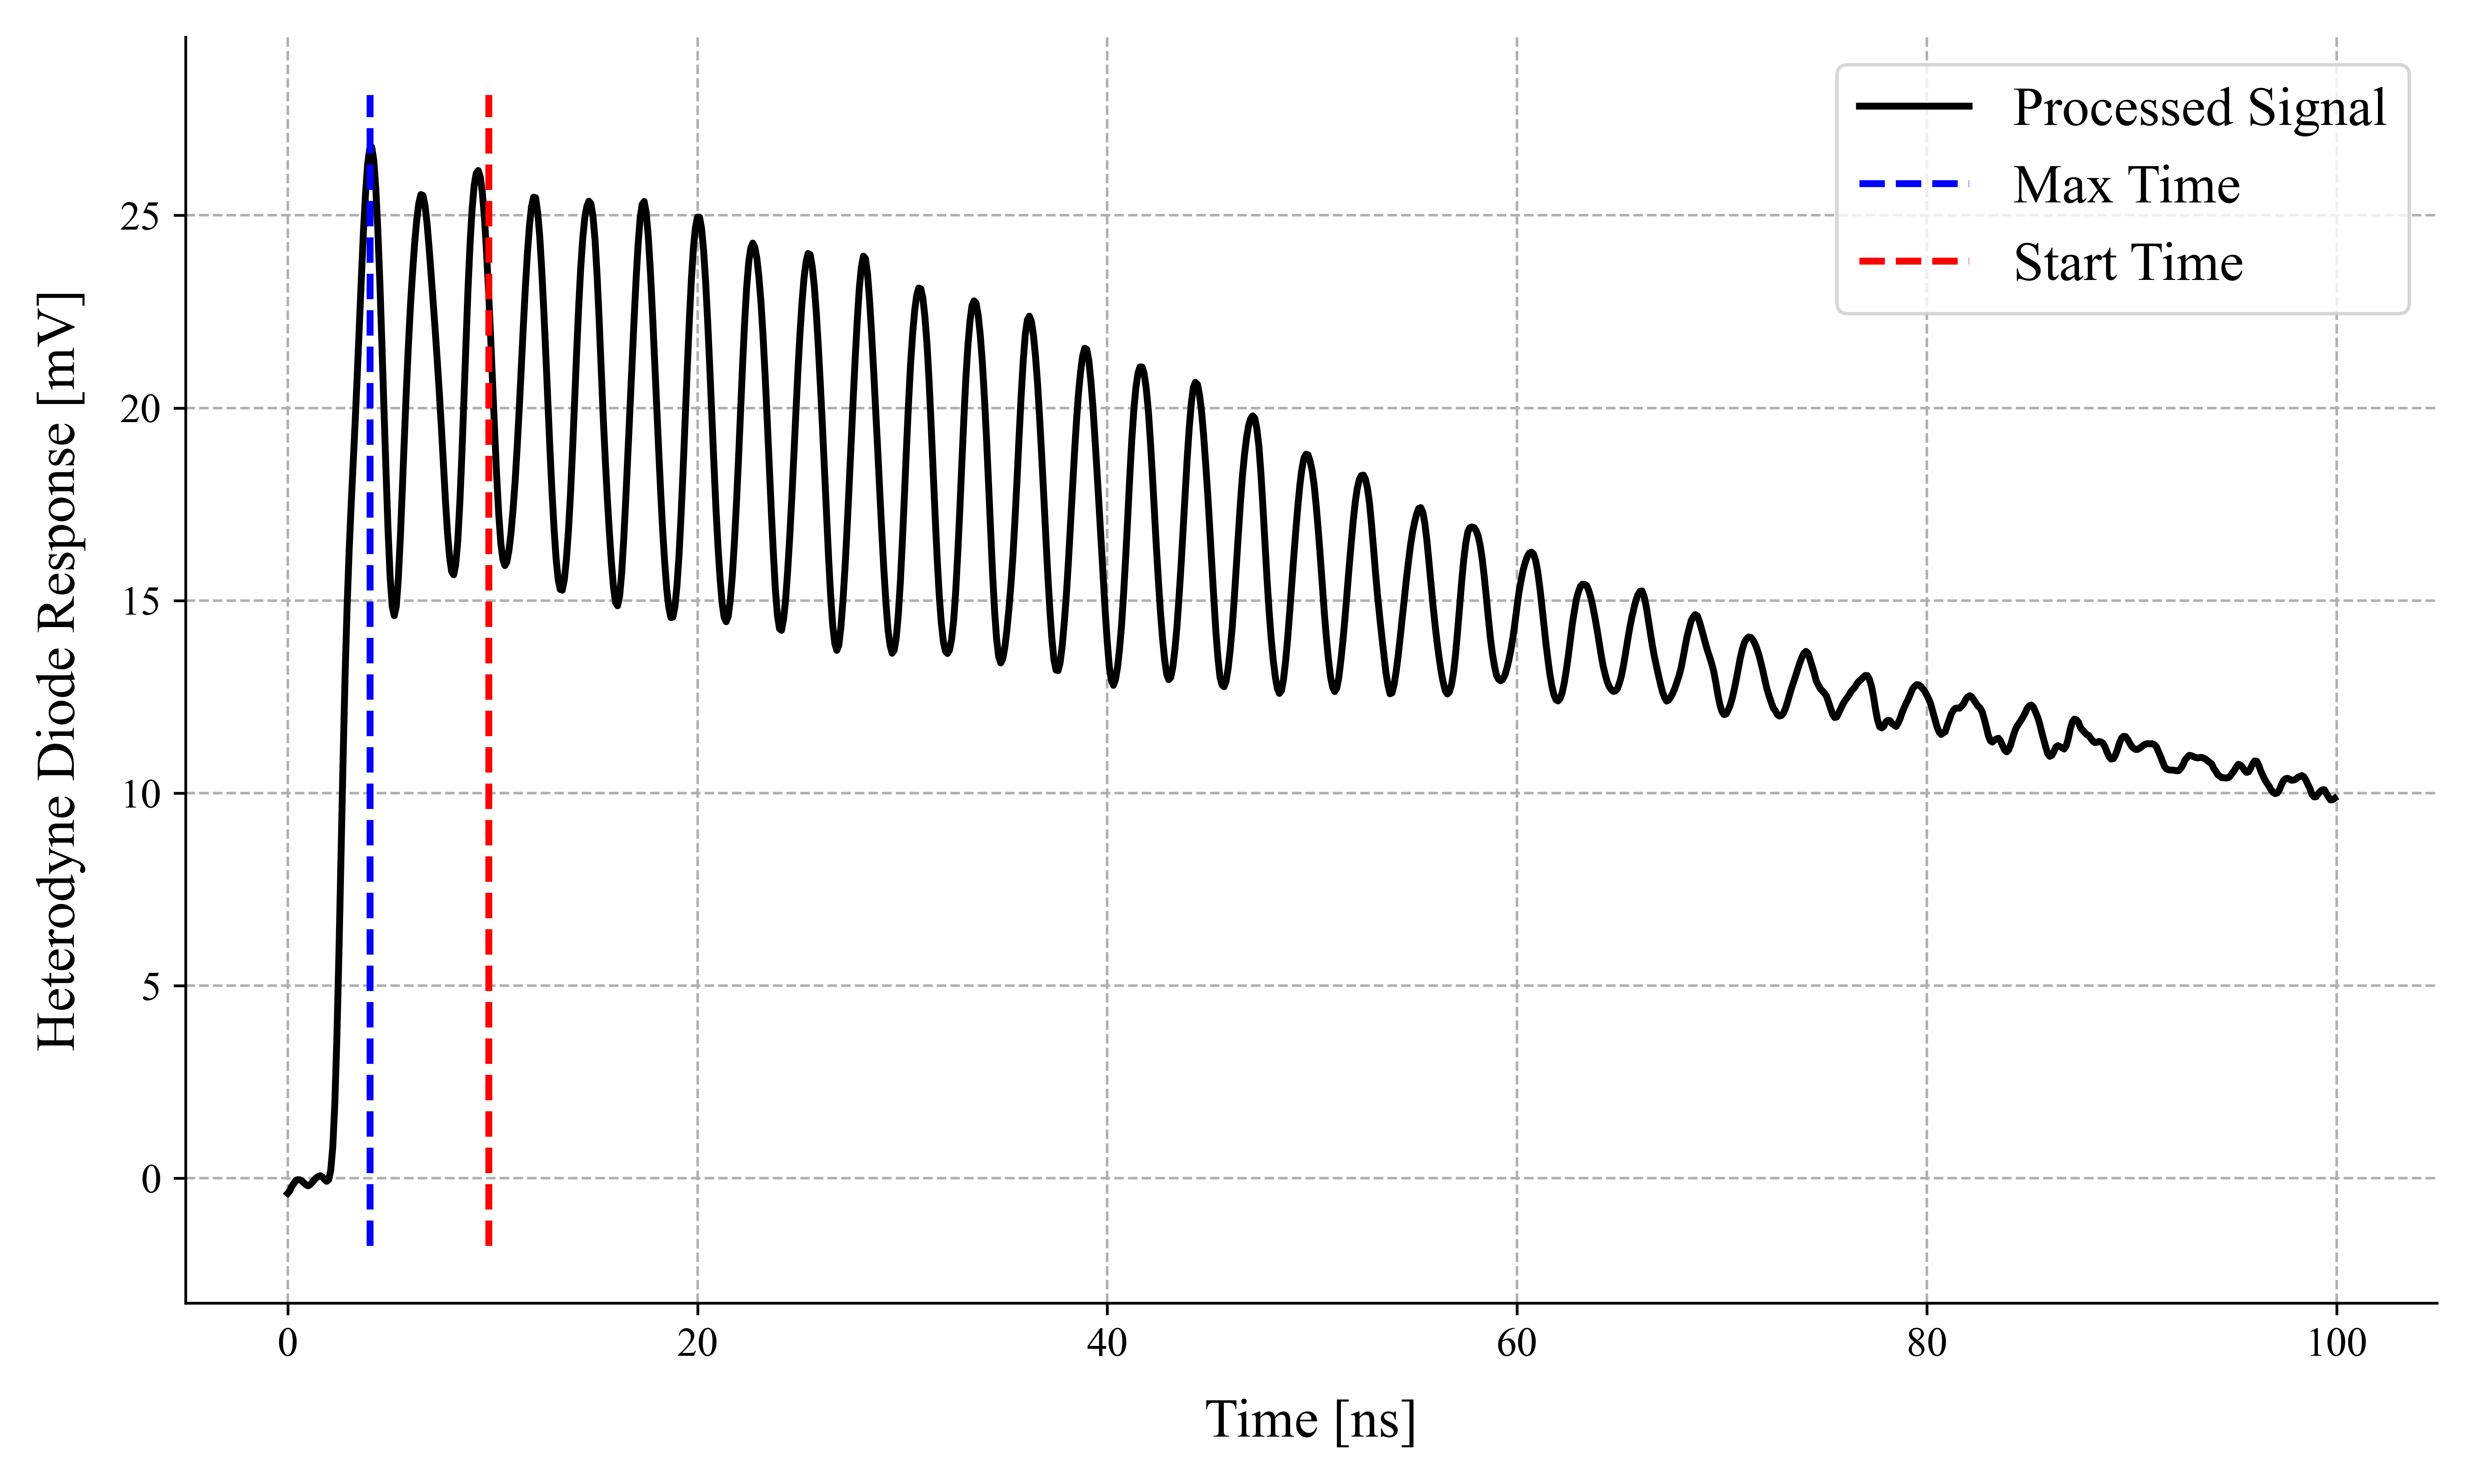 Processed Signal
Max Time
Start Time
Heterodyne Diode Response [mV]
25
20
15
10
5
0
0 20 40 60 80 100
Time [ns]